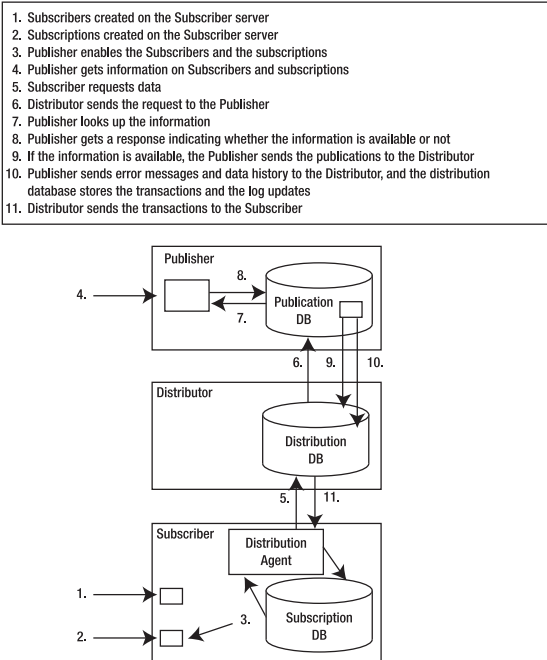 1. Subscribers created on the Subscriber server
2. Subscriptions created on the Subscriber server
3. Publisher enables the Subscribers and the subscriptions
4. Publisher gets information on Subscribers and subscriptions
5. Subscriber requests data
6. Distributor sends the request to the Publisher
7. Publisher looks up the information
8. Publisher gets a response indicating whether the information is available or not
9. If the information is available, the Publisher sends the publications to the Distributor
10. Publisher sends error messages and data history to the Distributor, and the distribution
database stores the transactions and the log updates
11. Distributor sends the transactions to the Subscriber
Publisher
4.
8.
7.
Publication
DB
6.
9.
10.
Distributor
Distribution
DB
5.
11.
Subscriber
Distribution
Agent
1.
2.
3.
Subscription
DB